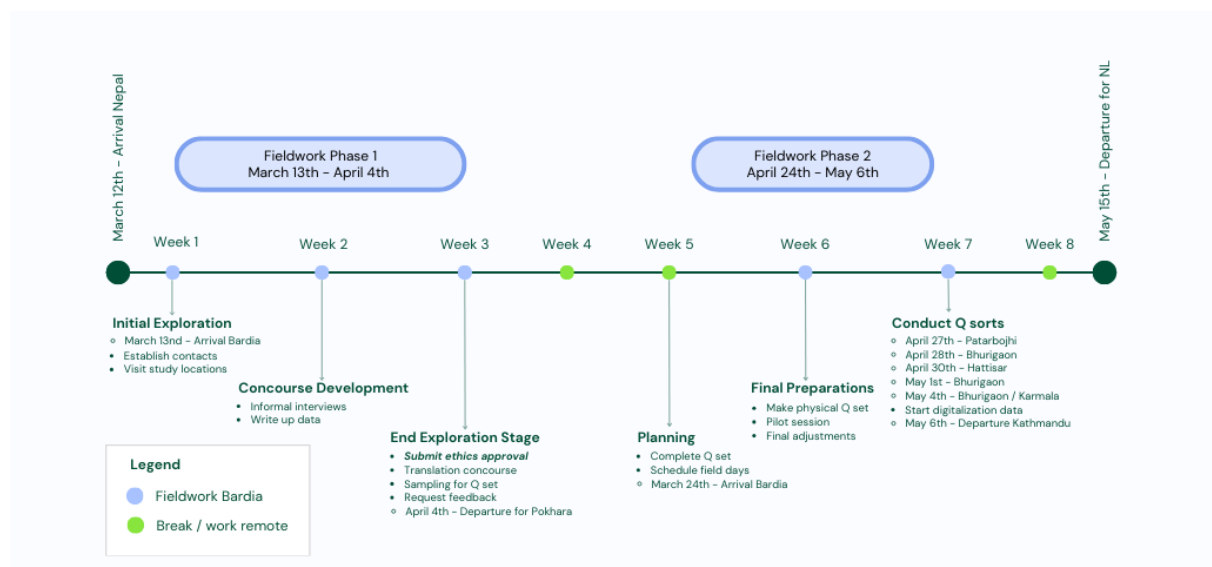 March 12th - Arrival Nepal
Fieldwork Phase 1
March 13th - April 4th
Fieldwork Phase 2
April 24th - May 6th
May 15th - Departure for NL
Week 1
Week 2
Week 3
Week 4
Week 5
Week 6
Week 7
Week 8
Initial Exploration
March 13nd - Arrival Bardia
Establish contacts
Visit study locations
Concourse Development
Informal interviews
Write up data
End Exploration Stage
Submit ethics approval
Translation concourse
Sampling for Q set
Request feedback
April 4th - Departure for Pokhara
Planning
Complete Q set
Schedule field days
March 24th - Arrival Bardia
Final Preparations
Make physical Q set
Pilot session
Final adjustments
Conduct Q sorts
April 27th - Patarbojhi
April 28th - Bhurigaon
April 30th - Hattisar
May 1st - Bhurigaon
May 4th - Bhurigaon / Karmala
Start digitalization data
May 6th - Departure Kathmandu
Legend
Fieldwork Bardia
Break / work remote